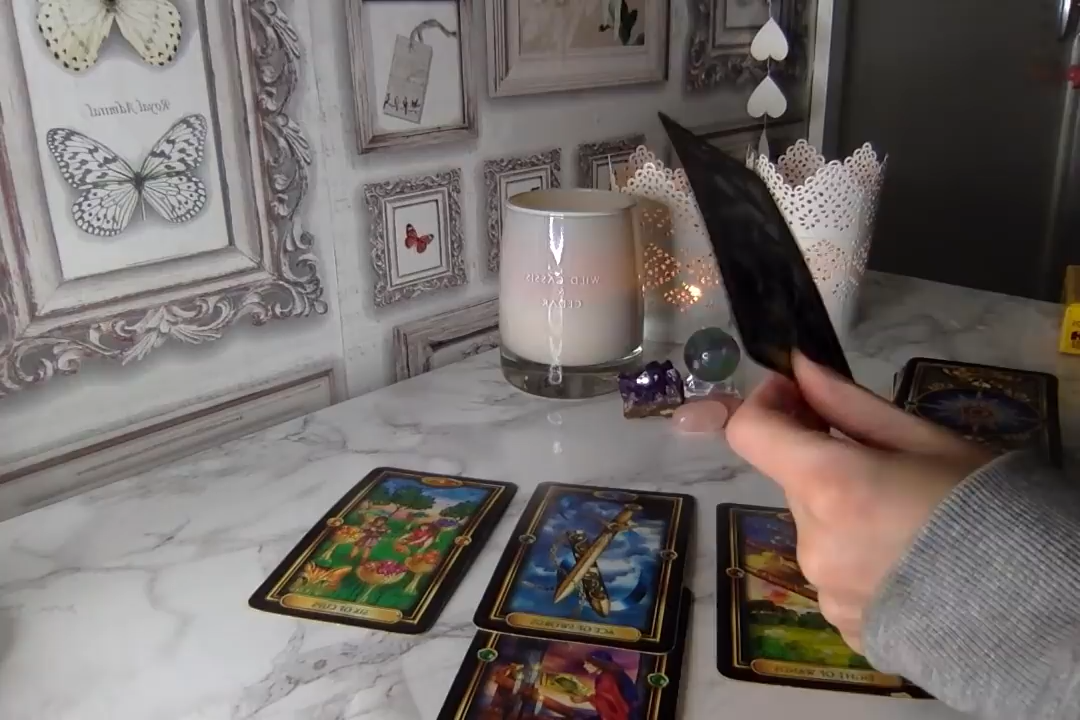 Royal Admiral
WILD CASSIS
&
CEDAR
SIX OF CUPS
ACE OF SWORDS
EIGHT OF WANDS